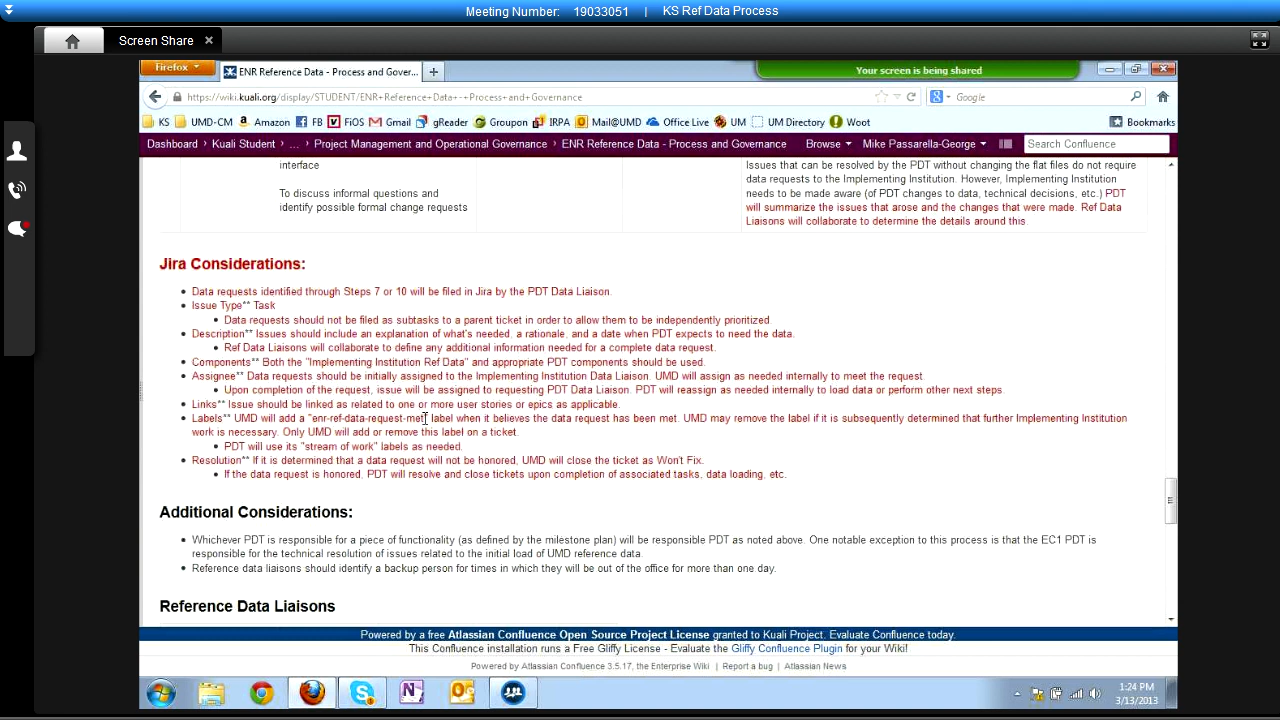 Meeting Number: 19033051 | KS Ref Data Process
Screen Share ×
Firefox
ENR Reference Data - Process and Gover...
Your screen is being shared
https://wiki.kuali.org/display/STUDENT/ENR+Reference+Data+-+Process+and+Governance
Google
KS UMD-CM Amazon FB FiOS Gmail gReader Groupon IRPA Mail@UMD Office Live UM UM Directory Woot Bookmarks
Dashboard > Kuali Student > ... > Project Management and Operational Governance > ENR Reference Data - Process and Governance Browse Mike Passarella-George Search Confluence
interface
To discuss informal questions and
identify possible formal change requests
Issues that can be resolved by the PDT without changing the flat files do not require
data requests to the Implementing Institution. However, Implementing Institution
needs to be made aware (of PDT changes to data, technical decisions, etc.) PDT
will summarize the issues that arose and the changes that were made. Ref Data
Liaisons will collaborate to determine the details around this.
Jira Considerations:
Data requests identified through Steps 7 or 10 will be filed in Jira by the PDT Data Liaison.
Issue Type** Task
Data requests should not be filed as subtasks to a parent ticket in order to allow them to be independently prioritized
Description** Issues should include an explanation of what's needed, a rationale, and a date when PDT expects to need the data.
Ref Data Liaisons will collaborate to define any additional information needed for a complete data request.
Components** Both the "Implementing Institution Ref Data" and appropriate PDT components should be used.
Assignee** Data requests should be initially assigned to the Implementing Institution Data Liaison. UMD will assign as needed internally to meet the request.
Upon completion of the request, issue will be assigned to requesting PDT Data Liaison. PDT will reassign as needed internally to load data or perform other next steps
Links** Issue should be linked as related to one or more user stories or epics as applicable.
Labels** UMD will add a "enr-ref-data-request-met" label when it believes the data request has been met. UMD may remove the label if it is subsequently determined that further Implementing Institution
work is necessary. Only UMD will add or remove this label on a ticket.
PDT will use its "stream of work" labels as needed.
Resolution** If it is determined that a data request will not be honored, UMD will close the ticket as Won't Fix.
If the data request is honored, PDT will resolve and close tickets upon completion of associated tasks, data loading, etc.
Additional Considerations:
Whichever PDT is responsible for a piece of functionality (as defined by the milestone plan) will be responsible PDT as noted above. One notable exception to this process is that the EC1 PDT is
responsible for the technical resolution of issues related to the initial load of UMD reference data.
Reference data liaisons should identify a backup person for times in which they will be out of the office for more than one day.
Reference Data Liaisons
Powered by a free Atlassian Confluence Open Source Project License granted to Kuali Project. Evaluate Confluence today.
This Confluence installation runs a Free Gliffy License - Evaluate the Gliffy Confluence Plugin for your Wiki!
Powered by Atlassian Confluence 3.5.17, the Enterprise Wiki | Report a bug | Atlassian News
1:24 PM
3/13/2013